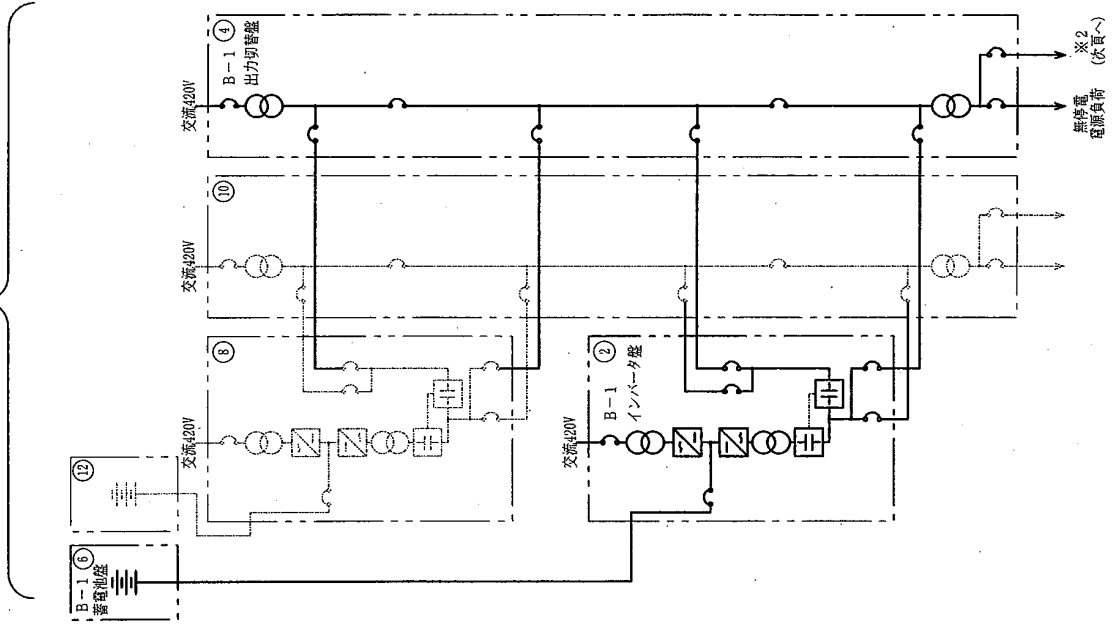 ④
B-1
出力切替盤
交流420V
※2
(次頁へ)
無停電
電源負荷
⑩
交流420V
⑧
交流420V
②
B-1
インバータ盤
交流420V
⑫
⑥
B-1
蓄電池盤